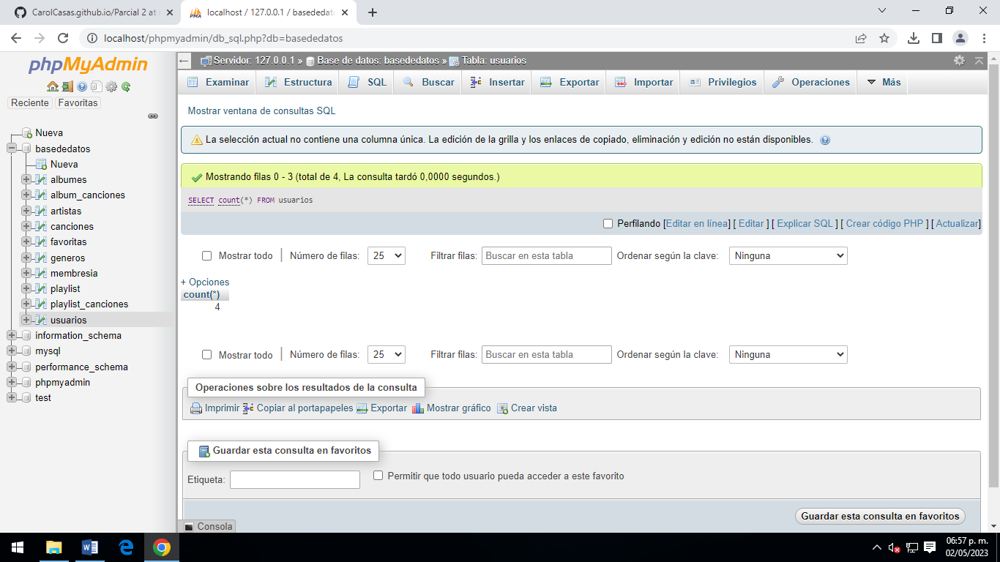 CarolCasas.github.io/Parcial 2 at
localhost / 127.0.0.1 / basededato
localhost/phpmyadmin/db_sql.php?db=basededatos
phpMyAdmin
Reciente Favoritas
Nueva
basededatos
Nueva
albumes
album_canciones
artistas
canciones
favoritas
generos
membresia
playlist
playlist_canciones
usuarios
information_schema
mysql
performance_schema
phpmyadmin
test
Servidor: 127.0.0.1 » Base de datos: basededatos » Tabla: usuarios
Examinar Estructura SQL Buscar Insertar Exportar Importar Privilegios Operaciones Más
Mostrar ventana de consultas SQL
La selección actual no contiene una columna única. La edición de la grilla y los enlaces de copiado, eliminación y edición no están disponibles.
Mostrando filas 0 - 3 (total de 4, La consulta tardó 0,0000 segundos.)
SELECT count(*) FROM usuarios
Perfilando [Editar en línea] [ Editar ] [ Explicar SQL ] [ Crear código PHP ] [ Actualizar]
Mostrar todo | Número de filas: 25 Filtrar filas: Buscar en esta tabla Ordenar según la clave: Ninguna
+ Opciones
count(*)
4
Mostrar todo | Número de filas: 25 Filtrar filas: Buscar en esta tabla Ordenar según la clave: Ninguna
Operaciones sobre los resultados de la consulta
Imprimir Copiar al portapapeles Exportar Mostrar gráfico Crear vista
Guardar esta consulta en favoritos
Etiqueta: Permitir que todo usuario pueda acceder a este favorito
Guardar esta consulta en favoritos
Consola
06:57 p. m.
02/05/2023